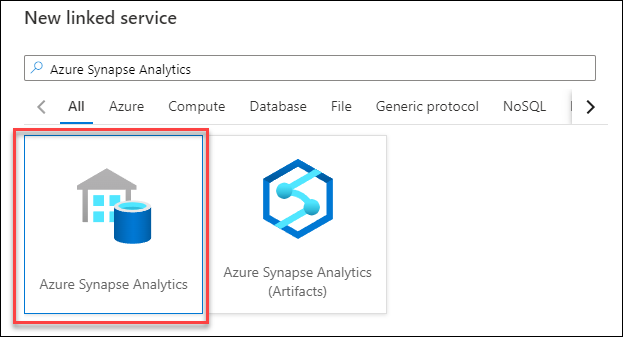 New linked service
Azure Synapse Analytics
All Azure Compute Database File Generic protocol NoSQL
Azure Synapse Analytics
Azure Synapse Analytics
(Artifacts)